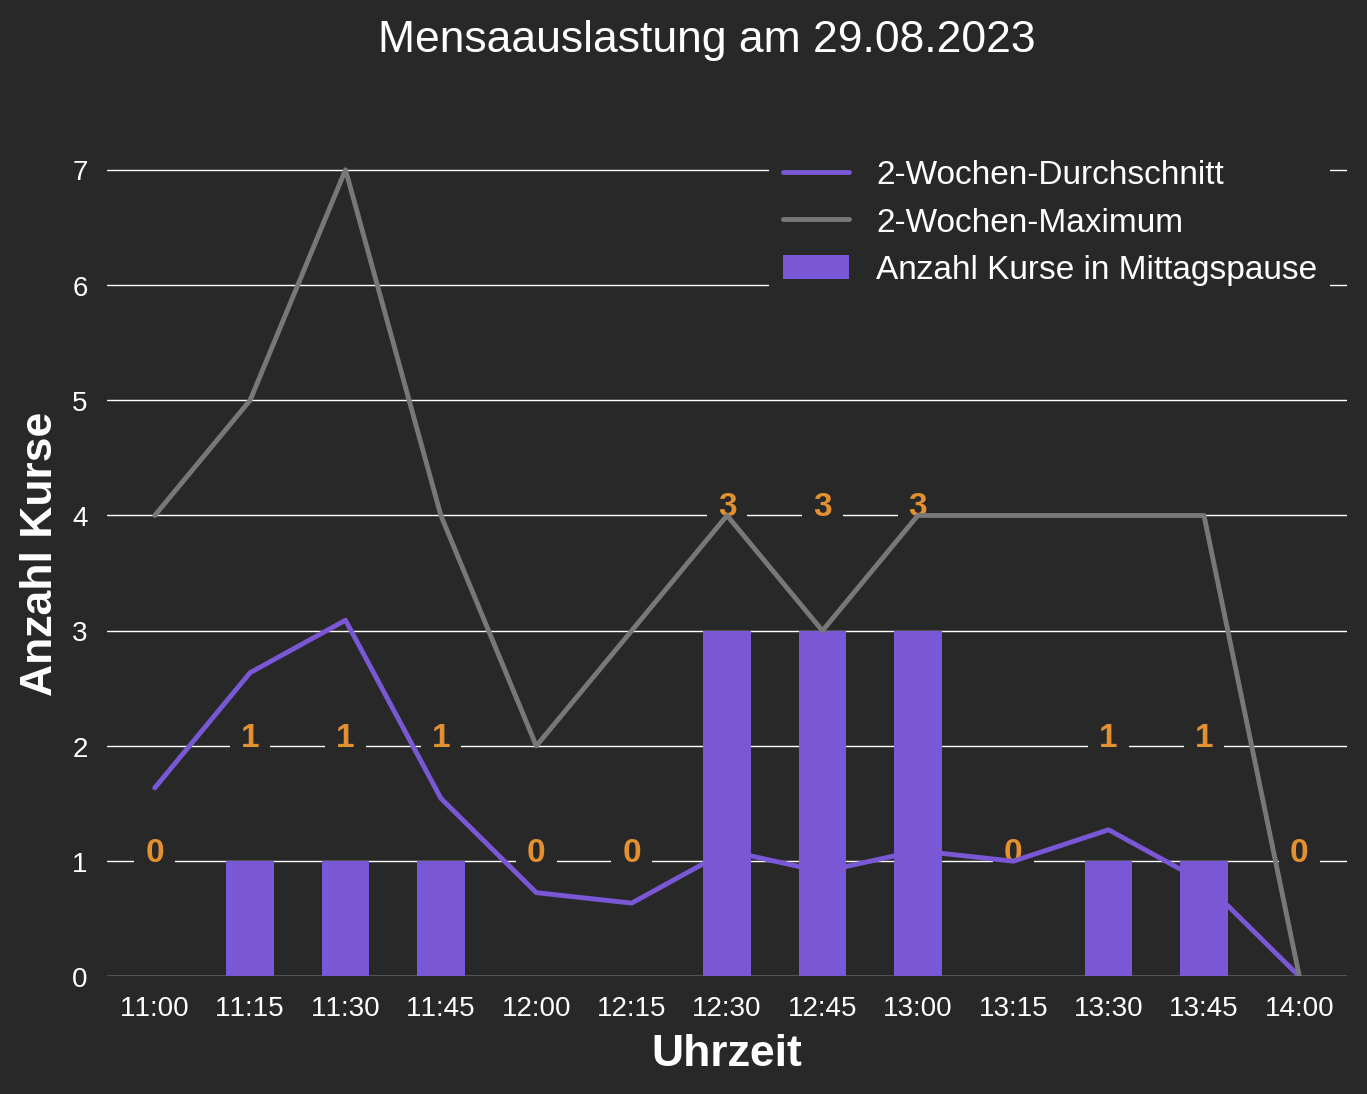 Mensaauslastung am 29.08.2023
2-Wochen-Durchschnitt
2-Wochen-Maximum
Anzahl Kurse in Mittagspause
Anzahl Kurse
7
6
5
4
3
2
1
0
3 3 3
1 1 1 1 1
0 0 0 0 0
11:00 11:15 11:30 11:45 12:00 12:15 12:30 12:45 13:00 13:15 13:30 13:45 14:00
Uhrzeit